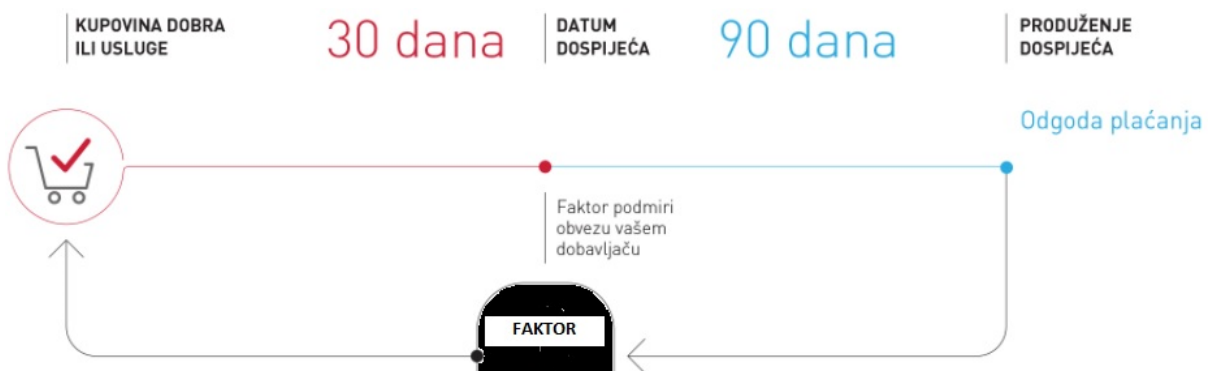 KUPOVINA DOBRA
ILI USLUGE
30 dana
DATUM
DOSPIJEĆA
90 dana
PRODUŽENJE
DOSPIJEĆA
Odgoda plaćanja
Faktor podmiri
obvezu vašem
dobavljaču
FAKTOR